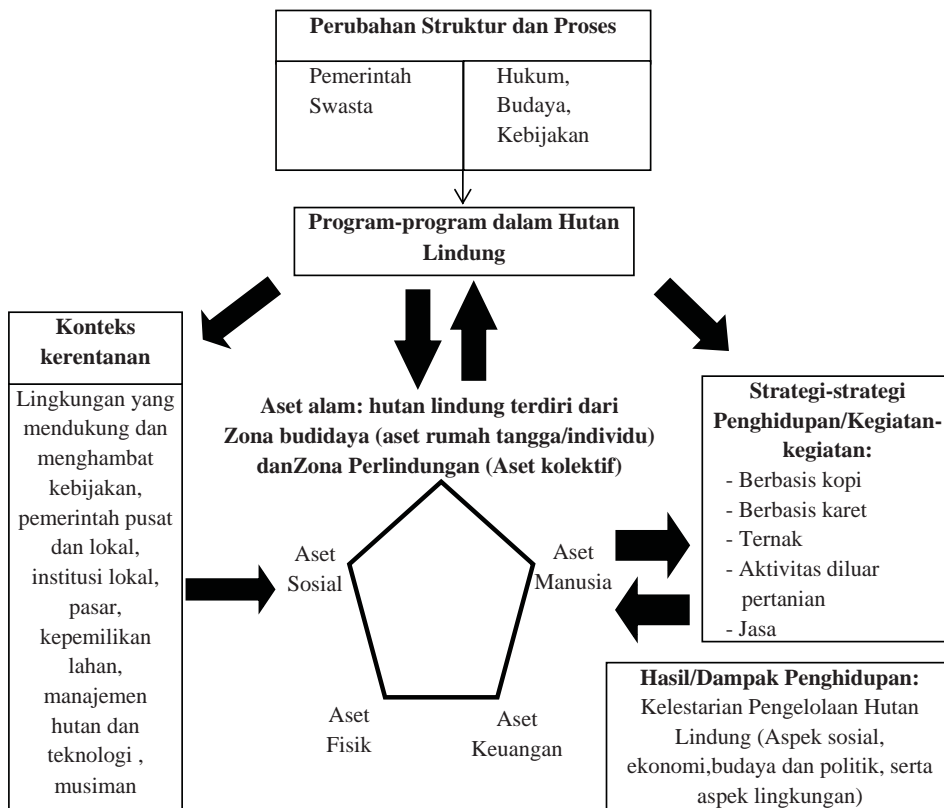 Perubahan Struktur dan Proses
Pemerintah
Swasta
Hukum,
Budaya,
Kebijakan
Program-program dalam Hutan
Lindung
Konteks
kerentanan
Lingkungan yang
mendukung dan
menghambat
kebijakan,
pemerintah pusat
dan lokal,
institusi lokal,
pasar,
kepemilikan
lahan,
manajemen
hutan dan
teknologi ,
musiman
Aset alam: hutan lindung terdiri dari
Zona budidaya (aset rumah tangga/individu)
danZona Perlindungan (Aset kolektif)
Aset
Sosial
Aset
Manusia
Aset
Fisik
Aset
Keuangan
Strategi-strategi
Penghidupan/Kegiatan-
kegiatan:
- Berbasis kopi
- Berbasis karet
- Ternak
- Aktivitas diluar
pertanian
- Jasa
Hasil/Dampak Penghidupan:
Kelestarian Pengelolaan Hutan
Lindung (Aspek sosial,
ekonomi,budaya dan politik, serta
aspek lingkungan)